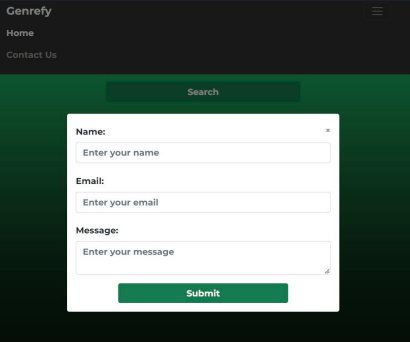 Genrefy
Home
Contact Us
Search
Name:
×
Enter your name
Email:
Enter your email
Message:
Enter your message
Submit